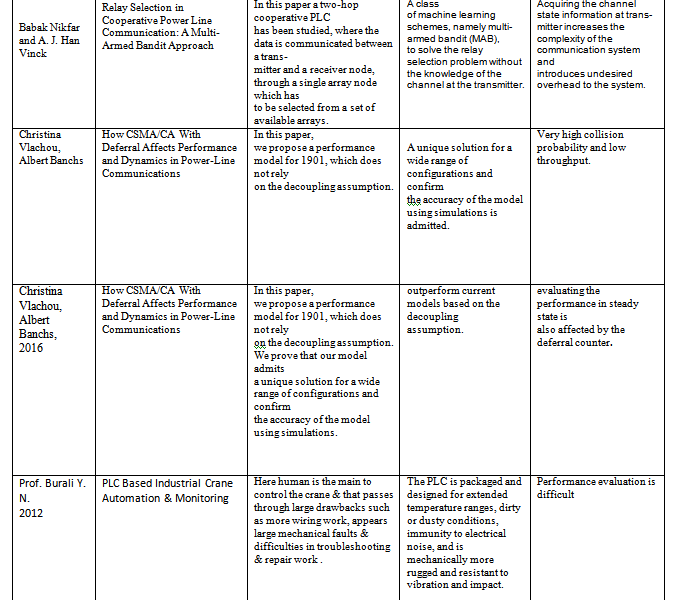 Babak Nikfar
and A. J. Han
Vinck
Relay Selection in
Cooperative Power Line
Communication: A Multi-
Armed Bandit Approach
In this paper a two-hop
cooperative PLC
has been studied, where the
data is communicated between
a trans-
mitter and a receiver node,
through a single array node
which has
to be selected from a set of
available arrays.
A class
of machine learning
schemes, namely multi-
armed bandit (MAB),
to solve the relay
selection problem without
the knowledge of the
channel at the transmitter.
Acquiring the channel
state information at trans-
mitter increases the
complexity of the
communication system
and
introduces undesired
overhead to the system.
Christina
Vlachou,
Albert Banchs
How CSMA/CA With
Deferral Affects Performance
and Dynamics in Power-Line
Communications
In this paper,
we propose a performance
model for 1901, which does
not rely
on the decoupling assumption.
A unique solution for a
wide range of
configurations and
confirm
the accuracy of the model
using simulations is
admitted.
Very high collision
probability and low
throughput.
Christina
Vlachou,
Albert
Banchs,
2016
How CSMA/CA With
Deferral Affects Performance
and Dynamics in Power-Line
Communications
In this paper,
we propose a performance
model for 1901, which does
not rely
on the decoupling assumption.
We prove that our model
admits
a unique solution for a wide
range of configurations and
confirm
the accuracy of the model
using simulations.
outperform current
models based on the
decoupling
assumption.
evaluating the
performance in steady
state is
also affected by the
deferral counter.
Prof. Burali Y.
N.
2012
PLC Based Industrial Crane
Automation & Monitoring
Here human is the main to
control the crane & that passes
through large drawbacks such
as more wiring work, appears
large mechanical faults &
difficulties in troubleshooting
& repair work .
The PLC is packaged and
designed for extended
temperature ranges, dirty
or dusty conditions,
immunity to electrical
noise, and is
mechanically more
rugged and resistant to
vibration and impact.
Performance evaluation is
difficult